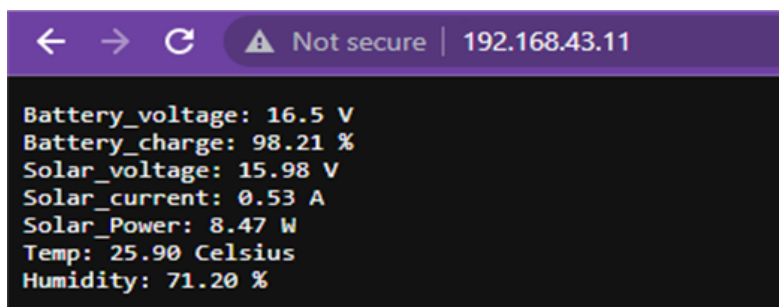 Not secure | 192.168.43.11
Battery_voltage: 16.5 V
Battery_charge: 98.21 %
Solar_voltage: 15.98 V
Solar_current: 0.53 A
Solar_Power: 8.47 W
Temp: 25.90 Celsius
Humidity: 71.20 %